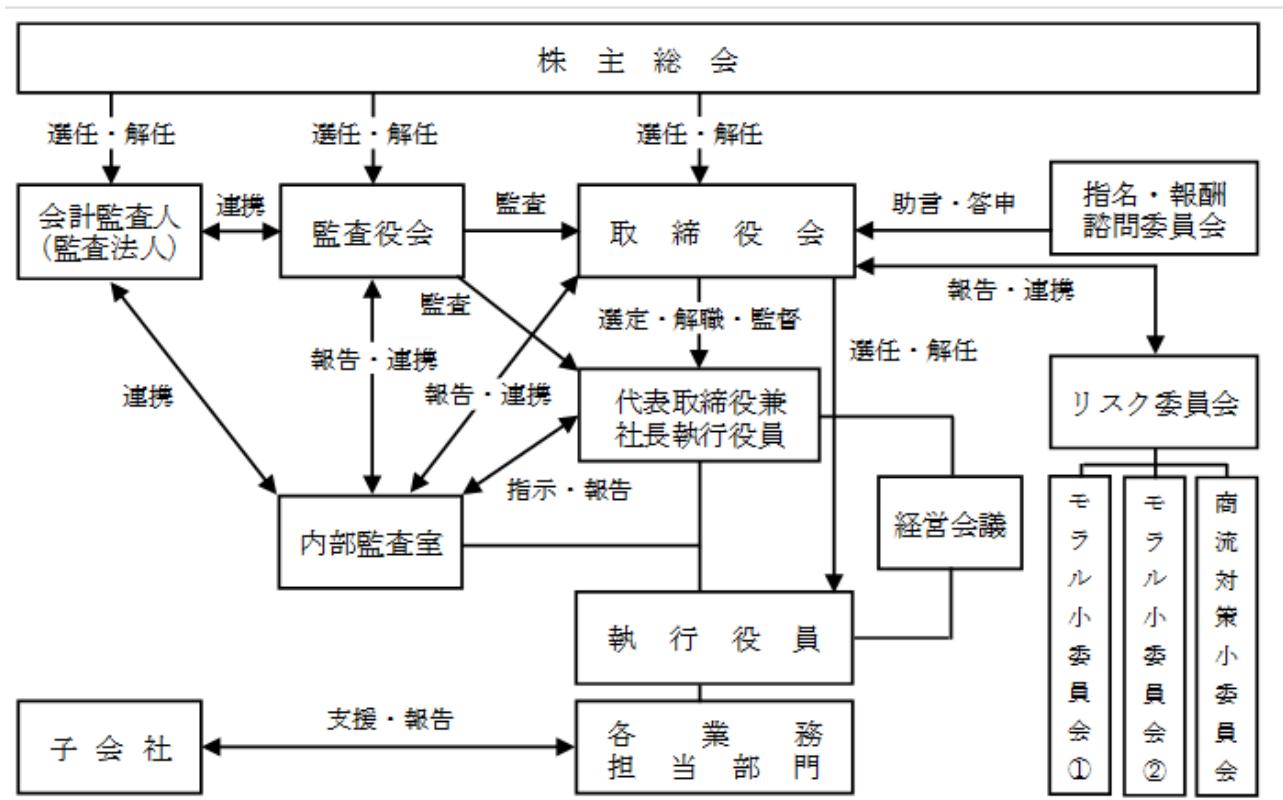 株主総会
選任・解任
選任・解任
選任・解任
会計監査人
(監査法人)
連携
監査役会
監査
取締役会
助言・答申
指名・報酬
諮問委員会
監査
選定・解職・監督
報告・連携
選任・解任
連携
報告・連携
報告・連携
代表取締役兼
社長執行役員
リスク委員会
指示・報告
内部監査室
経営会議
モラル小委員会①
モラル小委員会②
商流対策小委員会
執行役員
子会社
支援・報告
各業務
担当部門